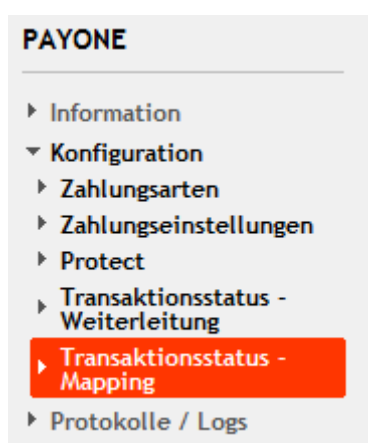 PAYONE
Information
Konfiguration
Zahlungsarten
Zahlungseinstellungen
Protect
Transaktionsstatus -
Weiterleitung
Transaktionsstatus -
Mapping
Protokolle / Logs